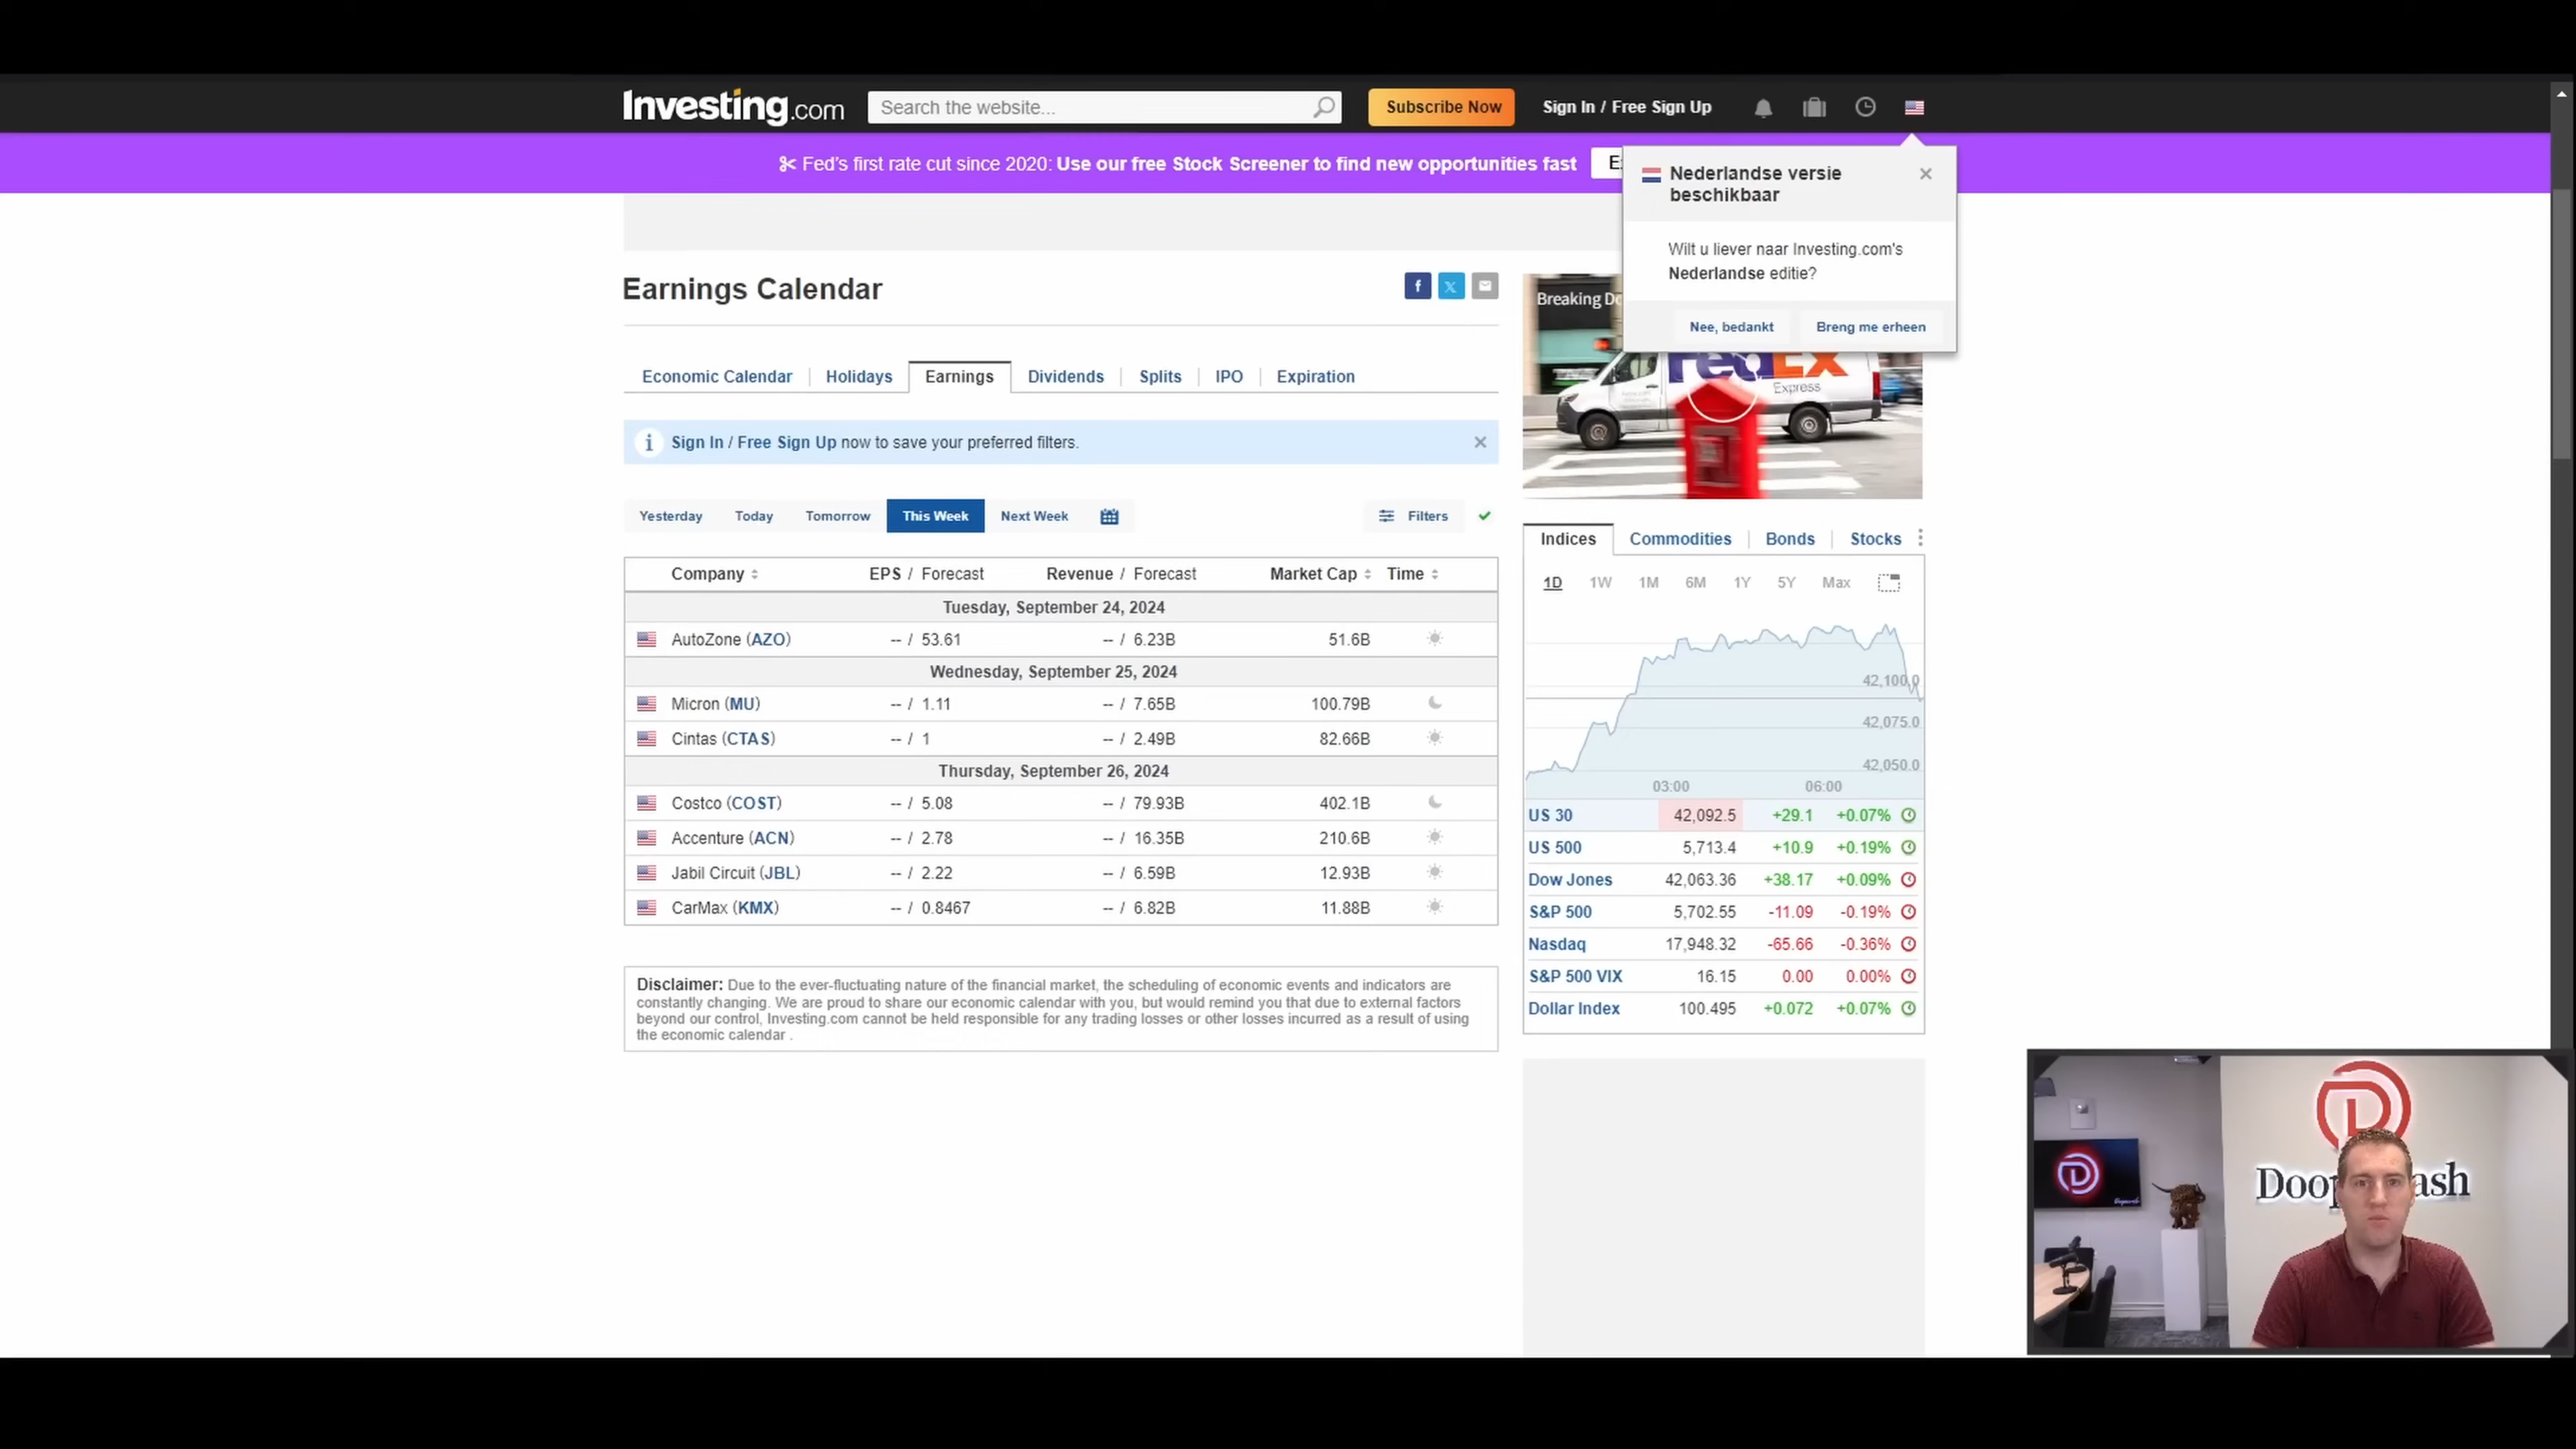 Investing.com
Search the website...
Subscribe Now
Sign In / Free Sign Up
Fed's first rate cut since 2020: Use our free Stock Screener to find new opportunities fast
Nederlandse versie
beschikbaar
Wilt u liever naar Investing.com's
Nederlandse editie?
Nee, bedankt
Breng me erheen
Earnings Calendar
Economic Calendar
Holidays
Earnings
Dividends
Splits
IPO
Expiration
Sign In / Free Sign Up now to save your preferred filters.
Yesterday
Today
Tomorrow
This Week
Next Week
Filters
Company EPS / Forecast Revenue / Forecast Market Cap Time
Tuesday, September 24, 2024
AutoZone (AZO) -- / 53.61 -- / 6.23B 51.6B
Wednesday, September 25, 2024
Micron (MU) -- / 1.11 -- / 7.65B 100.79B
Cintas (CTAS) -- / 1 -- / 2.49B 82.66B
Thursday, September 26, 2024
Costco (COST) -- / 5.08 -- / 79.93B 402.1B
Accenture (ACN) -- / 2.78 -- / 16.35B 210.6B
Jabil Circuit (JBL) -- / 2.22 -- / 6.59B 12.93B
CarMax (KMX) -- / 0.8467 -- / 6.82B 11.88B
Disclaimer: Due to the ever-fluctuating nature of the financial market, the scheduling of economic events and indicators are
constantly changing. We are proud to share our economic calendar with you, but would remind you that due to external factors
beyond our control, Investing.com cannot be held responsible for any trading losses or other losses incurred as a result of using
the economic calendar .
Breaking
FedEx
Express
Indices
Commodities
Bonds
Stocks
1D 1W 1M 6M 1Y 5Y Max
42,100.0
42,075.0
42,050.0
03:00 06:00
US 30 42,092.5 +29.1 +0.07%
US 500 5,713.4 +10.9 +0.19%
Dow Jones 42,063.36 +38.17 +0.09%
S&P 500 5,702.55 -11.09 -0.19%
Nasdaq 17,948.32 -65.66 -0.36%
S&P 500 VIX 16.15 0.00 0.00%
Dollar Index 100.495 +0.072 +0.07%